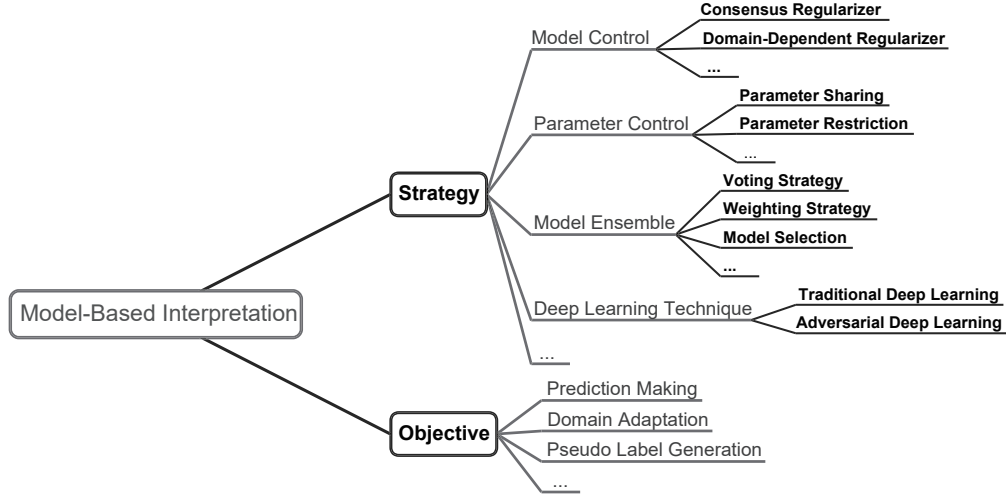 Model-Based Interpretation
Strategy
Model Control
Consensus Regularizer
Domain-Dependent Regularizer
...
Parameter Control
Parameter Sharing
Parameter Restriction
...
Model Ensemble
Voting Strategy
Weighting Strategy
Model Selection
...
Deep Learning Technique
Traditional Deep Learning
Adversarial Deep Learning
...
Objective
Prediction Making
Domain Adaptation
Pseudo Label Generation
...